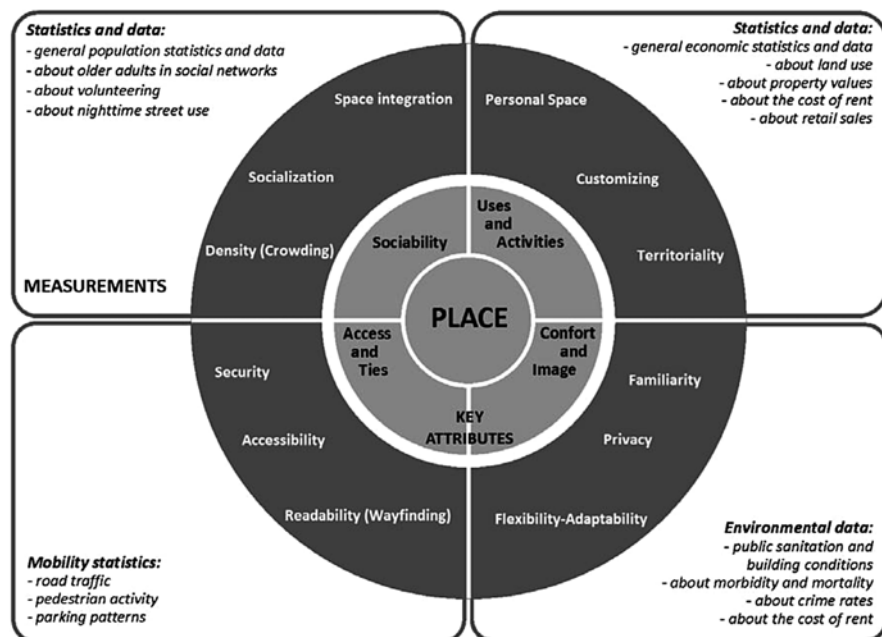 Statistics and data:
- general population statistics and data
- about older adults in social networks
- about volunteering
- about nighttime street use
Statistics and data:
- general economic statistics and data
- about land use
- about property values
- about the cost of rent
- about retail sales
Space integration
Personal Space
Socialization
Customizing
Density (Crowding)
Territoriality
MEASUREMENTS
Sociability
Uses
and
Activities
PLACE
Access
and
Ties
Confort
and
Image
KEY
ATTRIBUTES
Security
Familiarity
Accessibility
Privacy
Readability (Wayfinding)
Flexibility-Adaptability
Mobility statistics:
- road traffic
- pedestrian activity
- parking patterns
Environmental data:
- public sanitation and
building conditions
- about morbidity and mortality
- about crime rates
- about the cost of rent